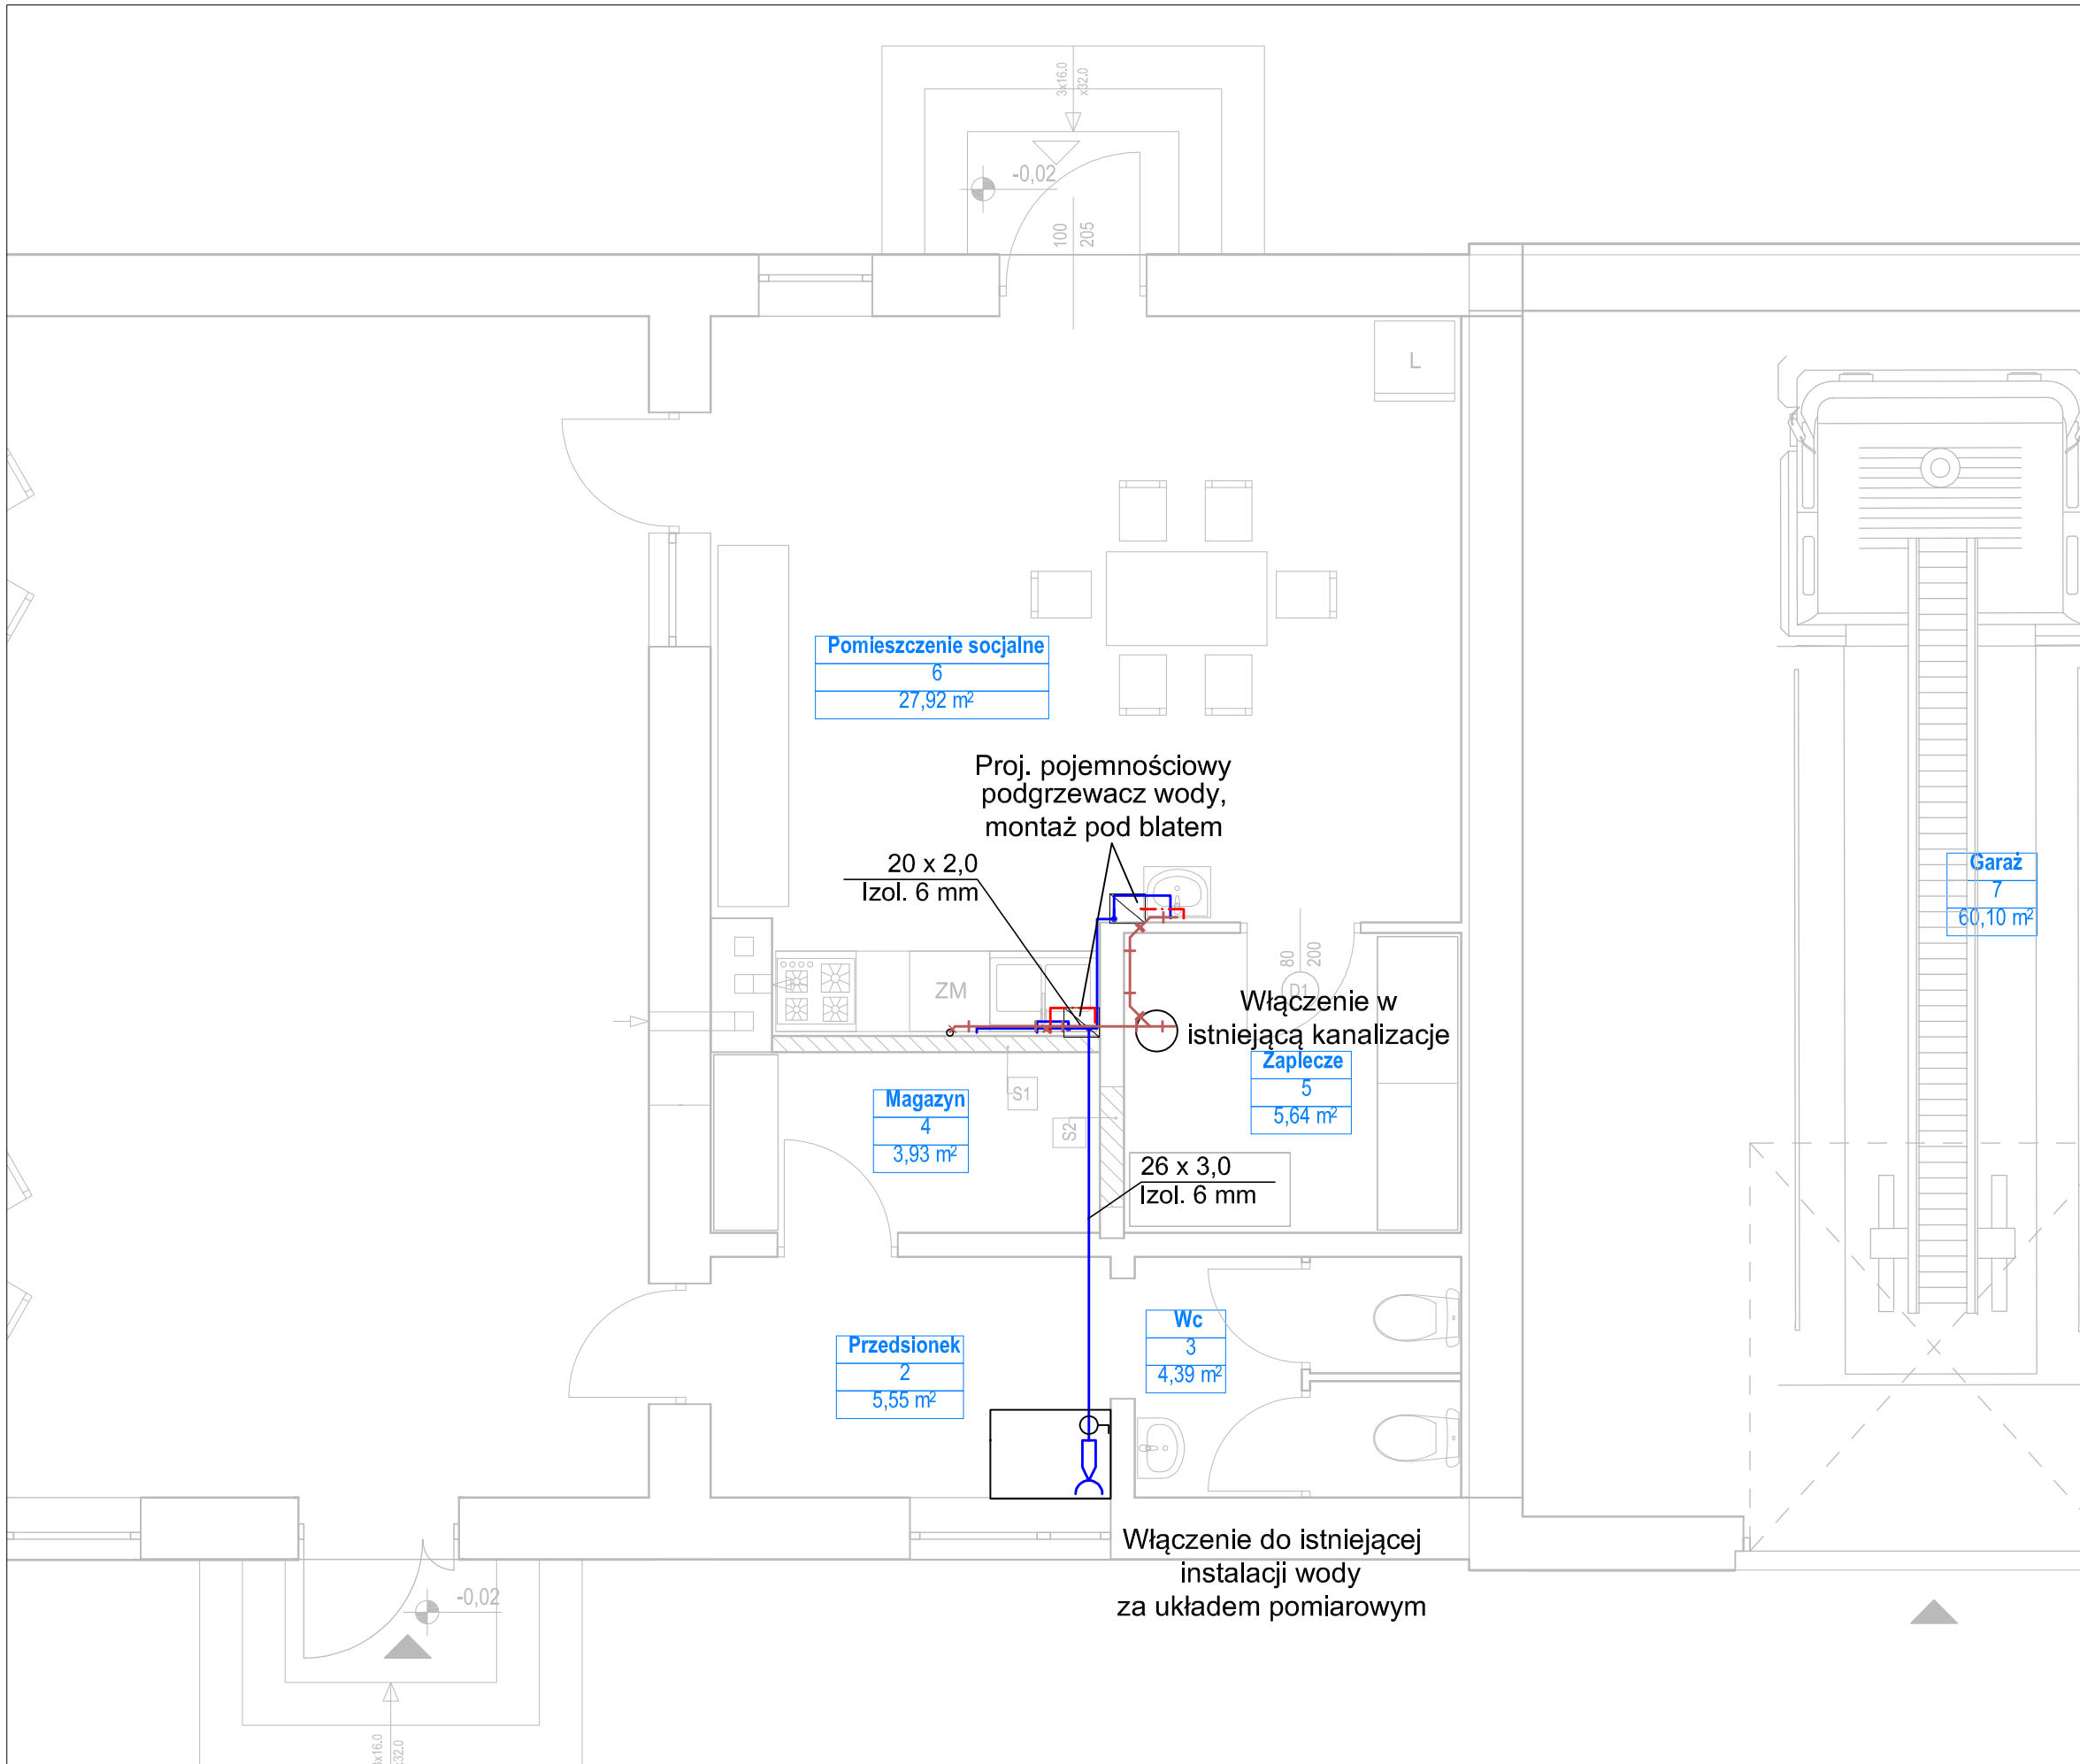 3x16.0
x32.0
-0,02
100
205
L
Pomieszczenie socjalne
6
27,92 m²
Proj. pojemnościowy
podgrzewacz wody,
montaż pod blatem
20 x 2,0
Izol. 6 mm
Garaż
7
60,10 m²
80
200
D1
ZM
Włączenie w
istniejącą kanalizacje
Zaplecze
5
5,64 m²
S1
S2
Magazyn
4
3,93 m²
26 x 3,0
Izol. 6 mm
Wc
3
4,39 m²
Przedsionek
2
5,55 m²
Włączenie do istniejącej
instalacji wody
za układem pomiarowym
-0,02
3x16.0
x32.0